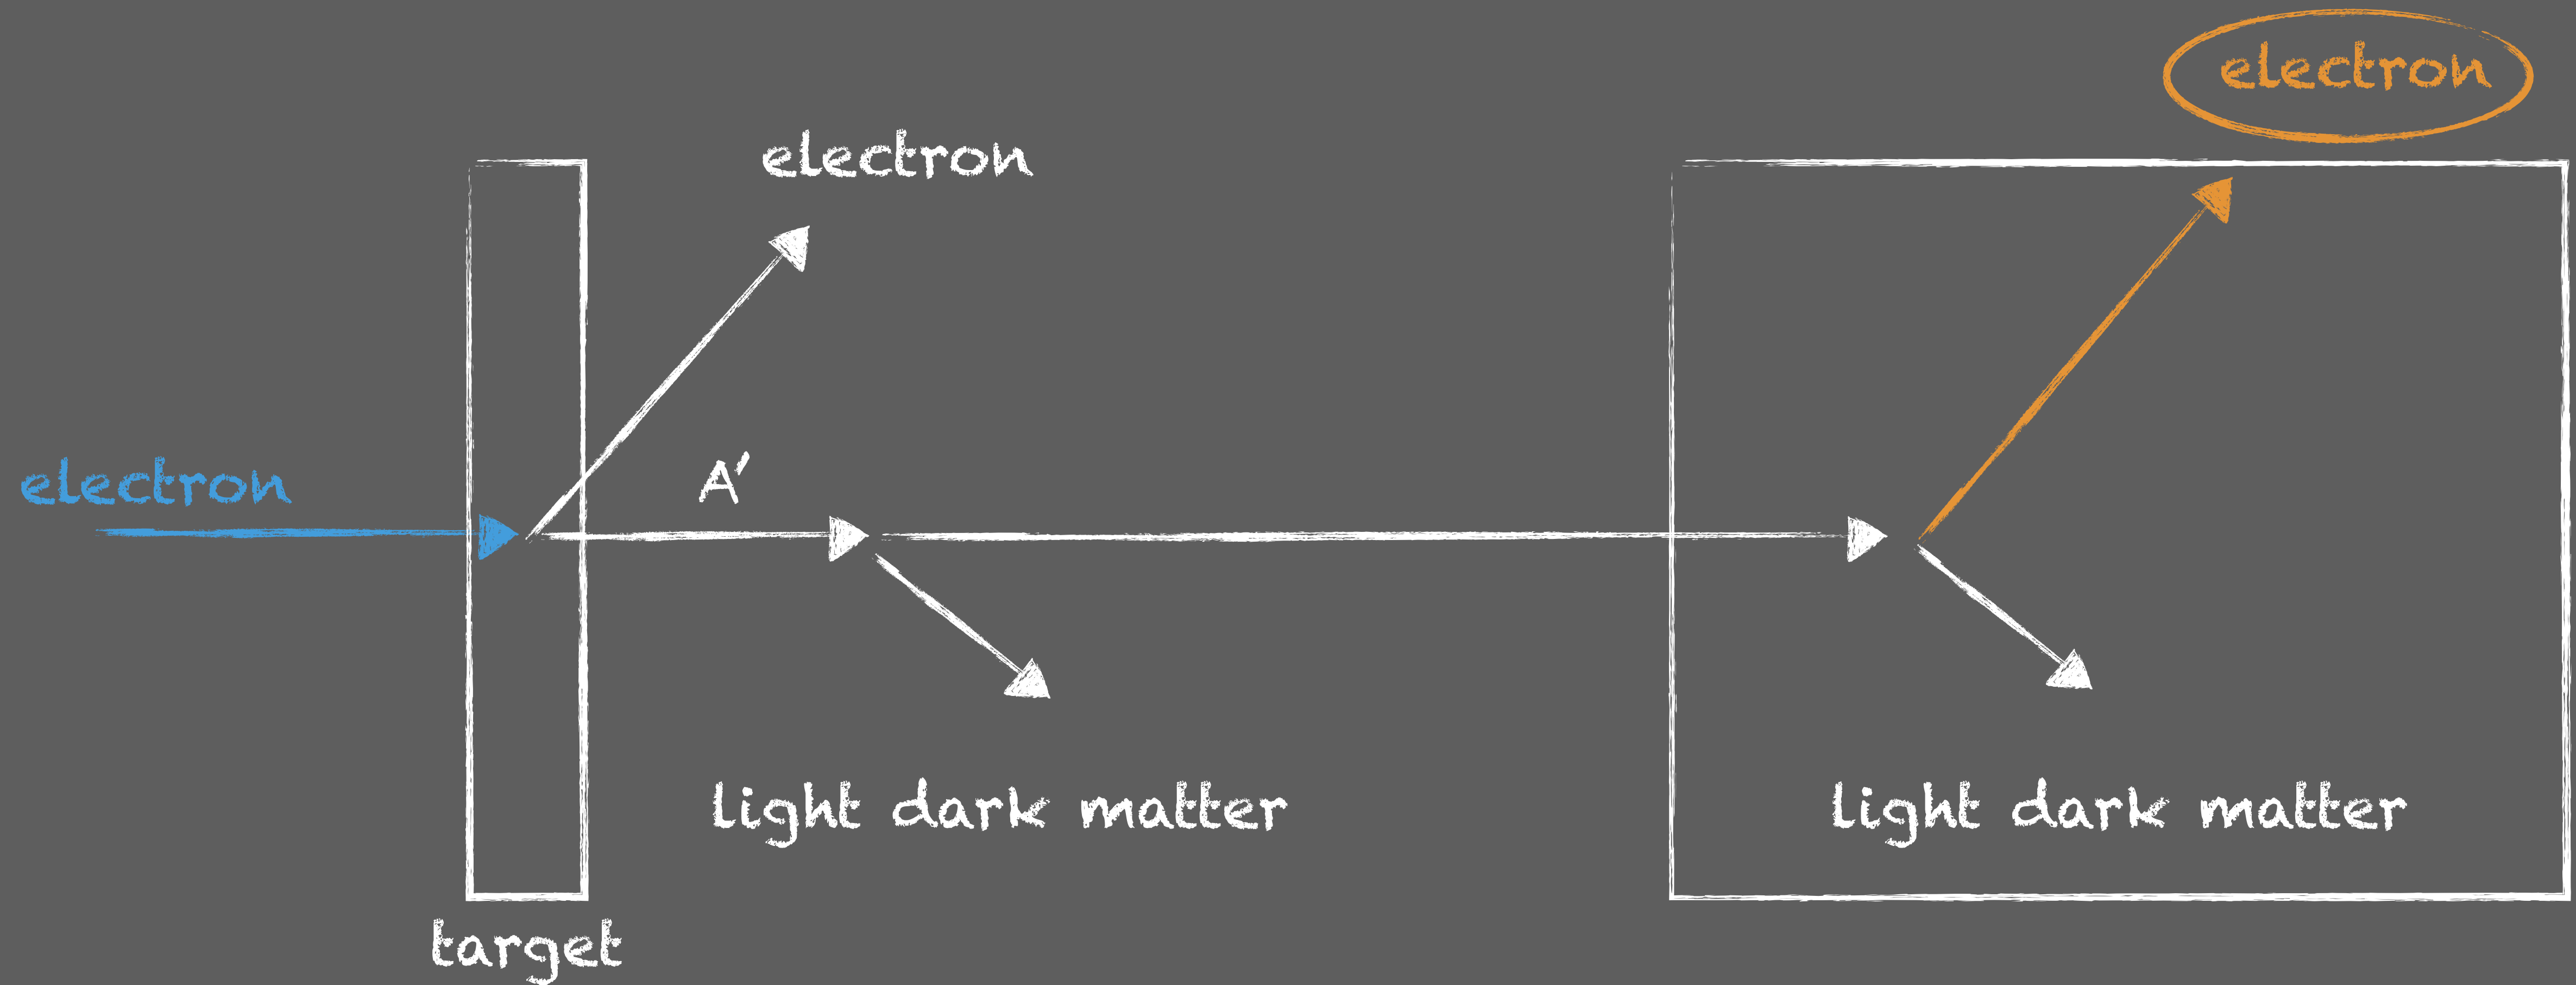 electron
electron
electron
A′
light dark matter
light dark matter
target